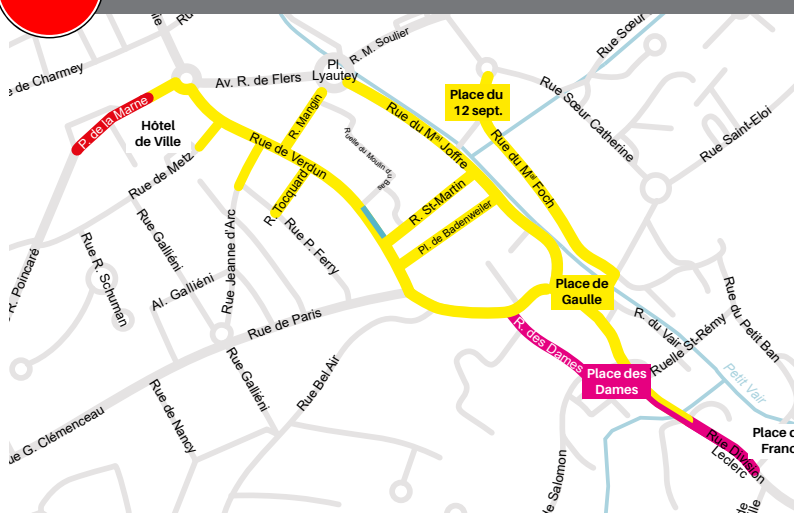 R. M. Soulier
Rue Sœur
e de Charmey
Pl.
Lyautey
Av. R. de Flers
Place du
12 sept.
Rue Sœur Catherine
P. de la Marne
Hôtel
de Ville
R. Mangin
Ruelle du Moulin du Bas
Rue du Mal Joffre
Rue du Mal Foch
Rue Saint-Eloi
Rue de Verdun
Rue de Metz
R. Tocquard
R. St-Martin
Pl. de Badenweiler
Rue Galliéni
Rue Jeanne d'Arc
Rue P. Ferry
R. Poincaré
Rue R. Schuman
Al. Galliéni
Place de
Gaulle
Rue de Paris
R. du Vair
Ruelle St-Rémy
Rue du Petit Ban
R. des Dames
Place des
Dames
Petit Vair
Rue Galliéni
Rue Bel Air
Rue de Nancy
ue G. Clémenceau
Rue Division
Leclerc
Place d
Franc
e Salomon
de